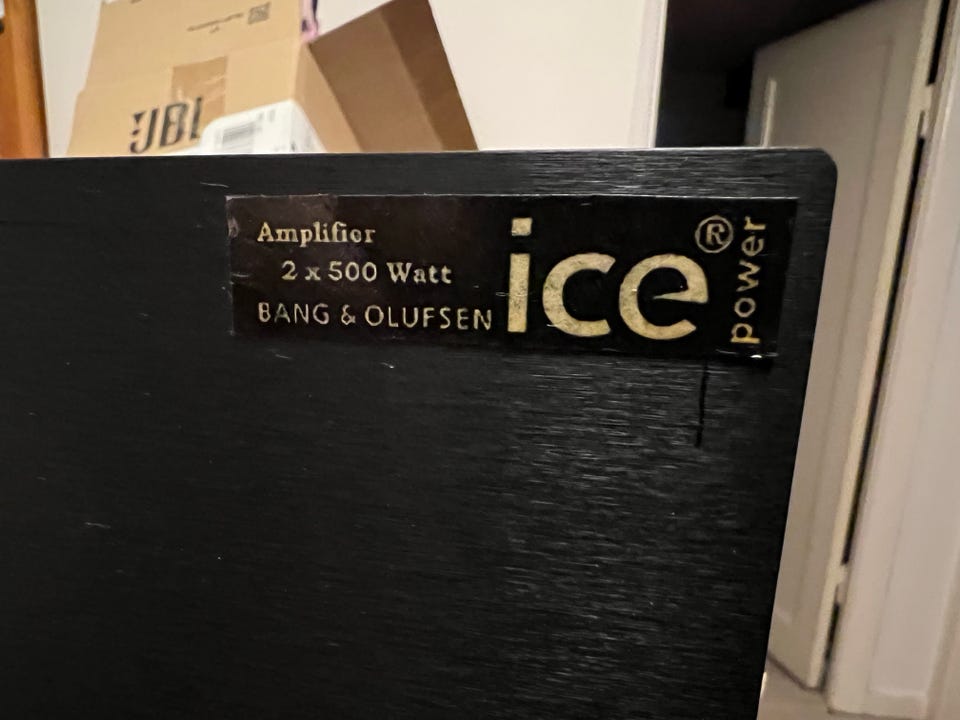 JBL
Amplifier
2 x 500 Watt
BANG & OLUFSEN
ice
®
power